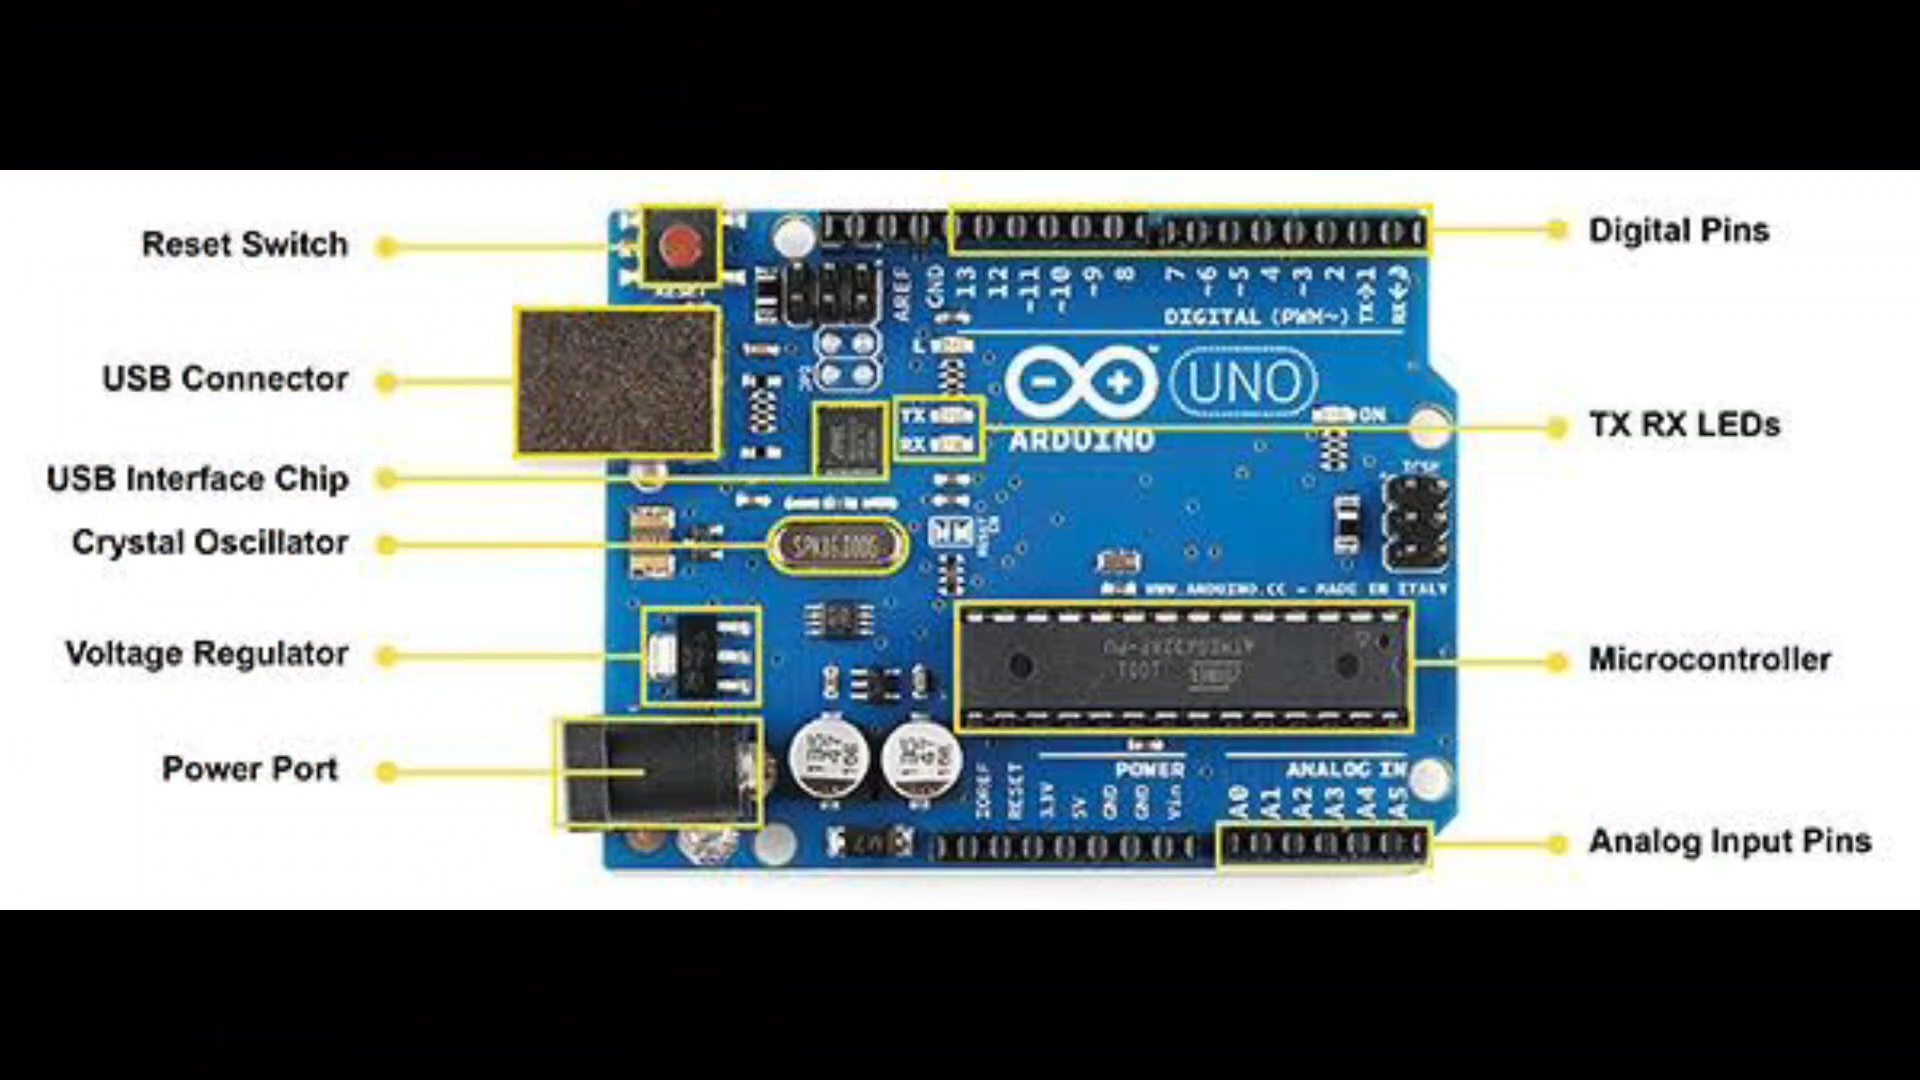 Reset Switch
USB Connector
USB Interface Chip
Crystal Oscillator
Voltage Regulator
Power Port
RESET
AREF
GND
13
12
~11
~10
~9
8
7
~6
~5
4
~3
2
TX→1
RX←0
DIGITAL (PWM~)
L
TX
RX
UNO
ARDUINO
ON
ICSP
RESET EN
WWW.ARDUINO.CC - MADE IN ITALY
POWER
ANALOG IN
IOREF
RESET
3.3V
5V
GND
GND
Vin
A0
A1
A2
A3
A4
A5
Digital Pins
TX RX LEDs
Microcontroller
Analog Input Pins